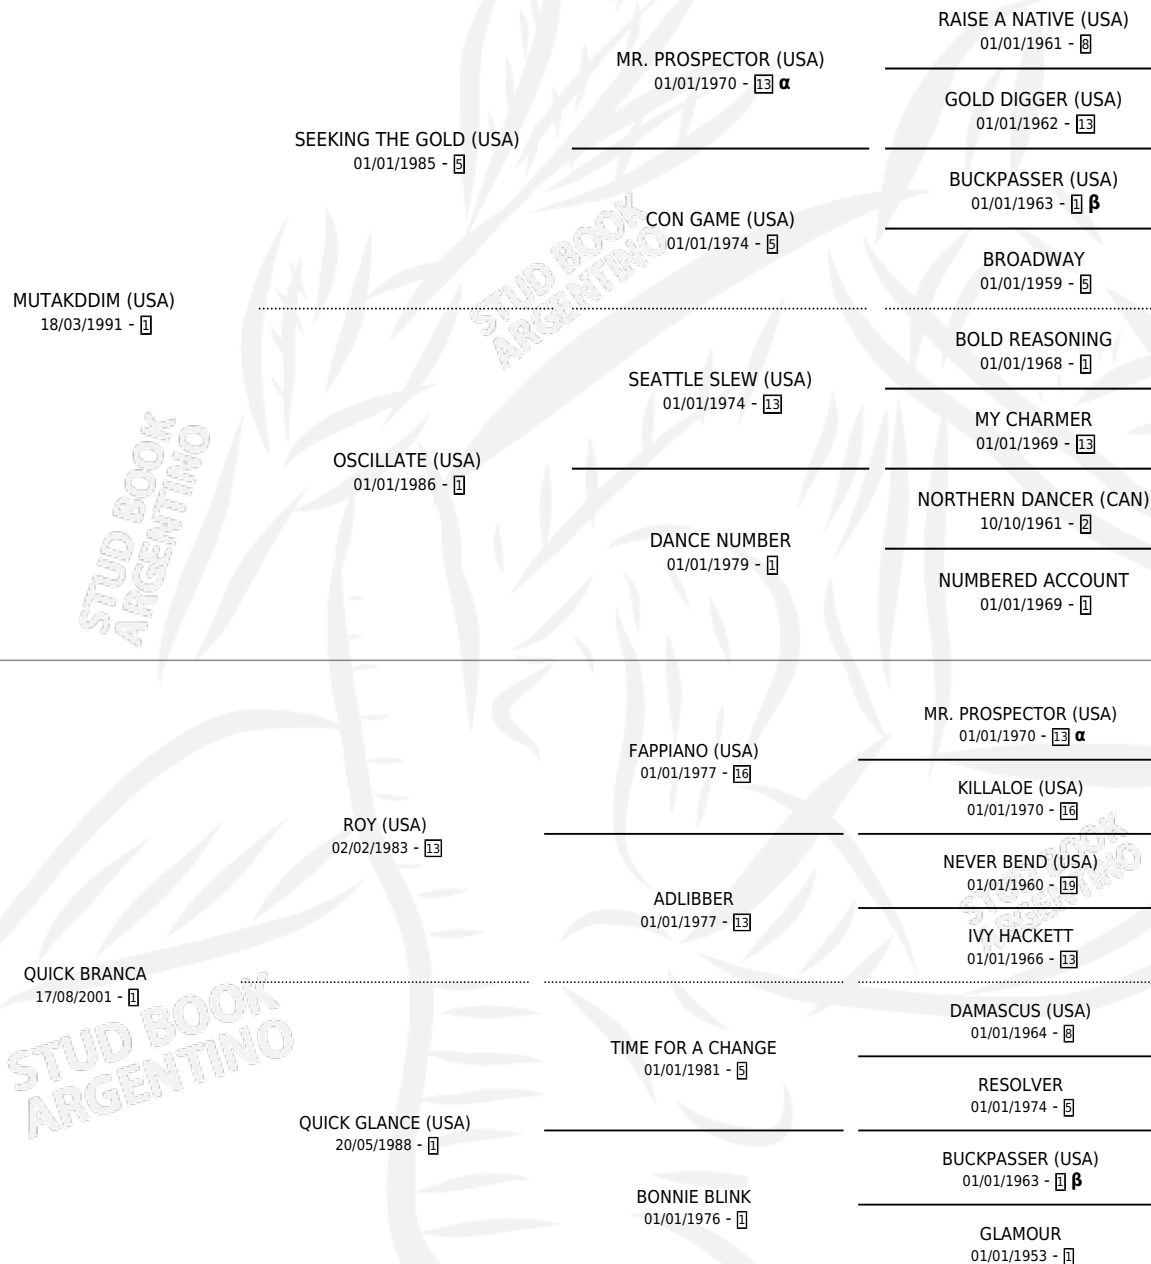 RAISE A NATIVE (USA)
01/01/1961 - 8
MR. PROSPECTOR (USA)
01/01/1970 - 13 α
GOLD DIGGER (USA)
01/01/1962 - 13
SEEKING THE GOLD (USA)
01/01/1985 - 5
BUCKPASSER (USA)
01/01/1963 - 1 β
CON GAME (USA)
01/01/1974 - 5
BROADWAY
01/01/1959 - 5
MUTAKDDIM (USA)
18/03/1991 - 1
BOLD REASONING
01/01/1968 - 1
SEATTLE SLEW (USA)
01/01/1974 - 13
MY CHARMER
01/01/1969 - 13
OSCILLATE (USA)
01/01/1986 - 1
NORTHERN DANCER (CAN)
10/10/1961 - 2
DANCE NUMBER
01/01/1979 - 1
NUMBERED ACCOUNT
01/01/1969 - 1
MR. PROSPECTOR (USA)
01/01/1970 - 13 α
FAPPIANO (USA)
01/01/1977 - 16
KILLALOE (USA)
01/01/1970 - 16
ROY (USA)
02/02/1983 - 13
NEVER BEND (USA)
01/01/1960 - 19
ADLIBBER
01/01/1977 - 13
IVY HACKETT
01/01/1966 - 13
QUICK BRANCA
17/08/2001 - 1
DAMASCUS (USA)
01/01/1964 - 8
TIME FOR A CHANGE
01/01/1981 - 5
RESOLVER
01/01/1974 - 5
QUICK GLANCE (USA)
20/05/1988 - 1
BUCKPASSER (USA)
01/01/1963 - 1 β
BONNIE BLINK
01/01/1976 - 1
GLAMOUR
01/01/1953 - 1
STUD BOOK
ARGENTINO
STUD BOOK
ARGENTINO
STUD BOOK
ARGENTINO
STUD BOOK
ARGENTINO